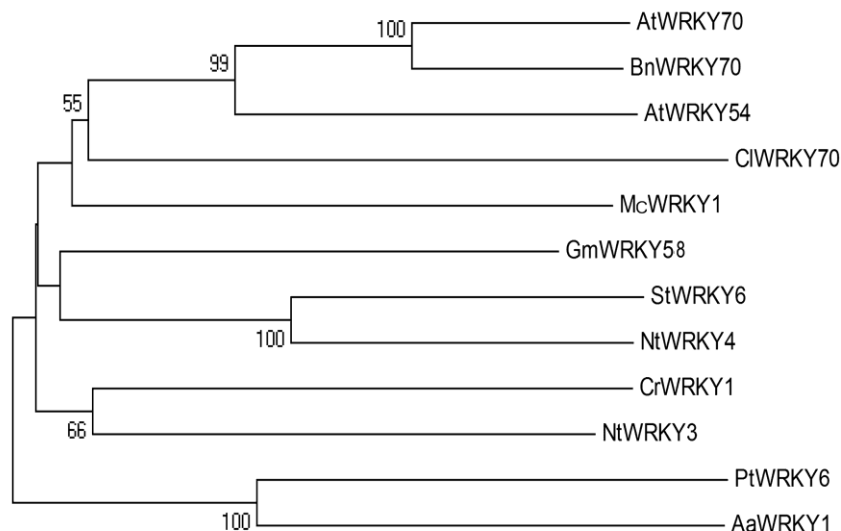 AtWRKY70
100
BnWRKY70
99
AtWRKY54
55
ClWRKY70
McWRKY1
GmWRKY58
StWRKY6
100
NtWRKY4
CrWRKY1
66
NtWRKY3
PtWRKY6
100
AaWRKY1